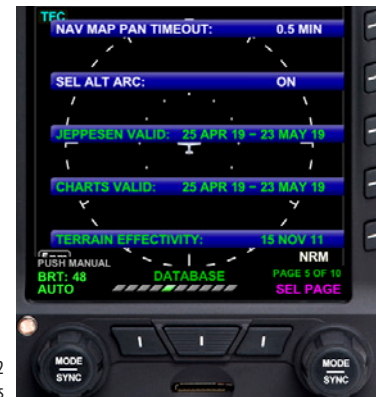 TFC
NAV MAP PAN TIMEOUT: 0.5 MIN
SEL ALT ARC: ON
JEPPESEN VALID: 25 APR 19 – 23 MAY 19
CHARTS VALID: 25 APR 19 – 23 MAY 19
TERRAIN EFFECTIVITY: 15 NOV 11
NRM
PUSH MANUAL
BRT: 48 DATABASE PAGE 5 OF 10
AUTO SEL PAGE
MODE
SYNC
MODE
SYNC
2
s